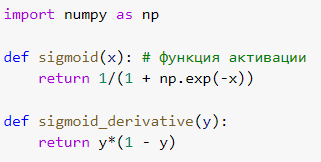 import numpy as np
def sigmoid(x): # функция активации
    return 1/(1 + np.exp(-x))
def sigmoid_derivative(y):
    return y*(1 - y)